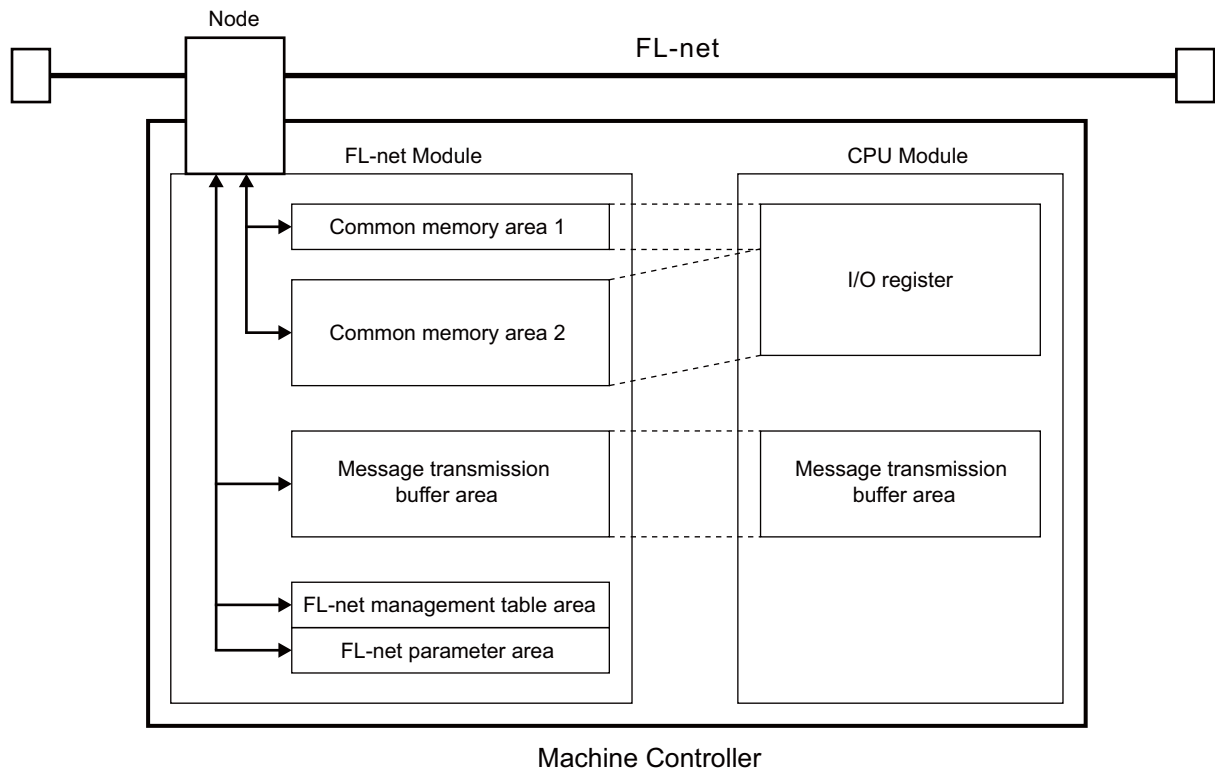 Node
FL-net
FL-net Module
CPU Module
Common memory area 1
I/O register
Common memory area 2
Message transmission
buffer area
Message transmission
buffer area
FL-net management table area
FL-net parameter area
Machine Controller